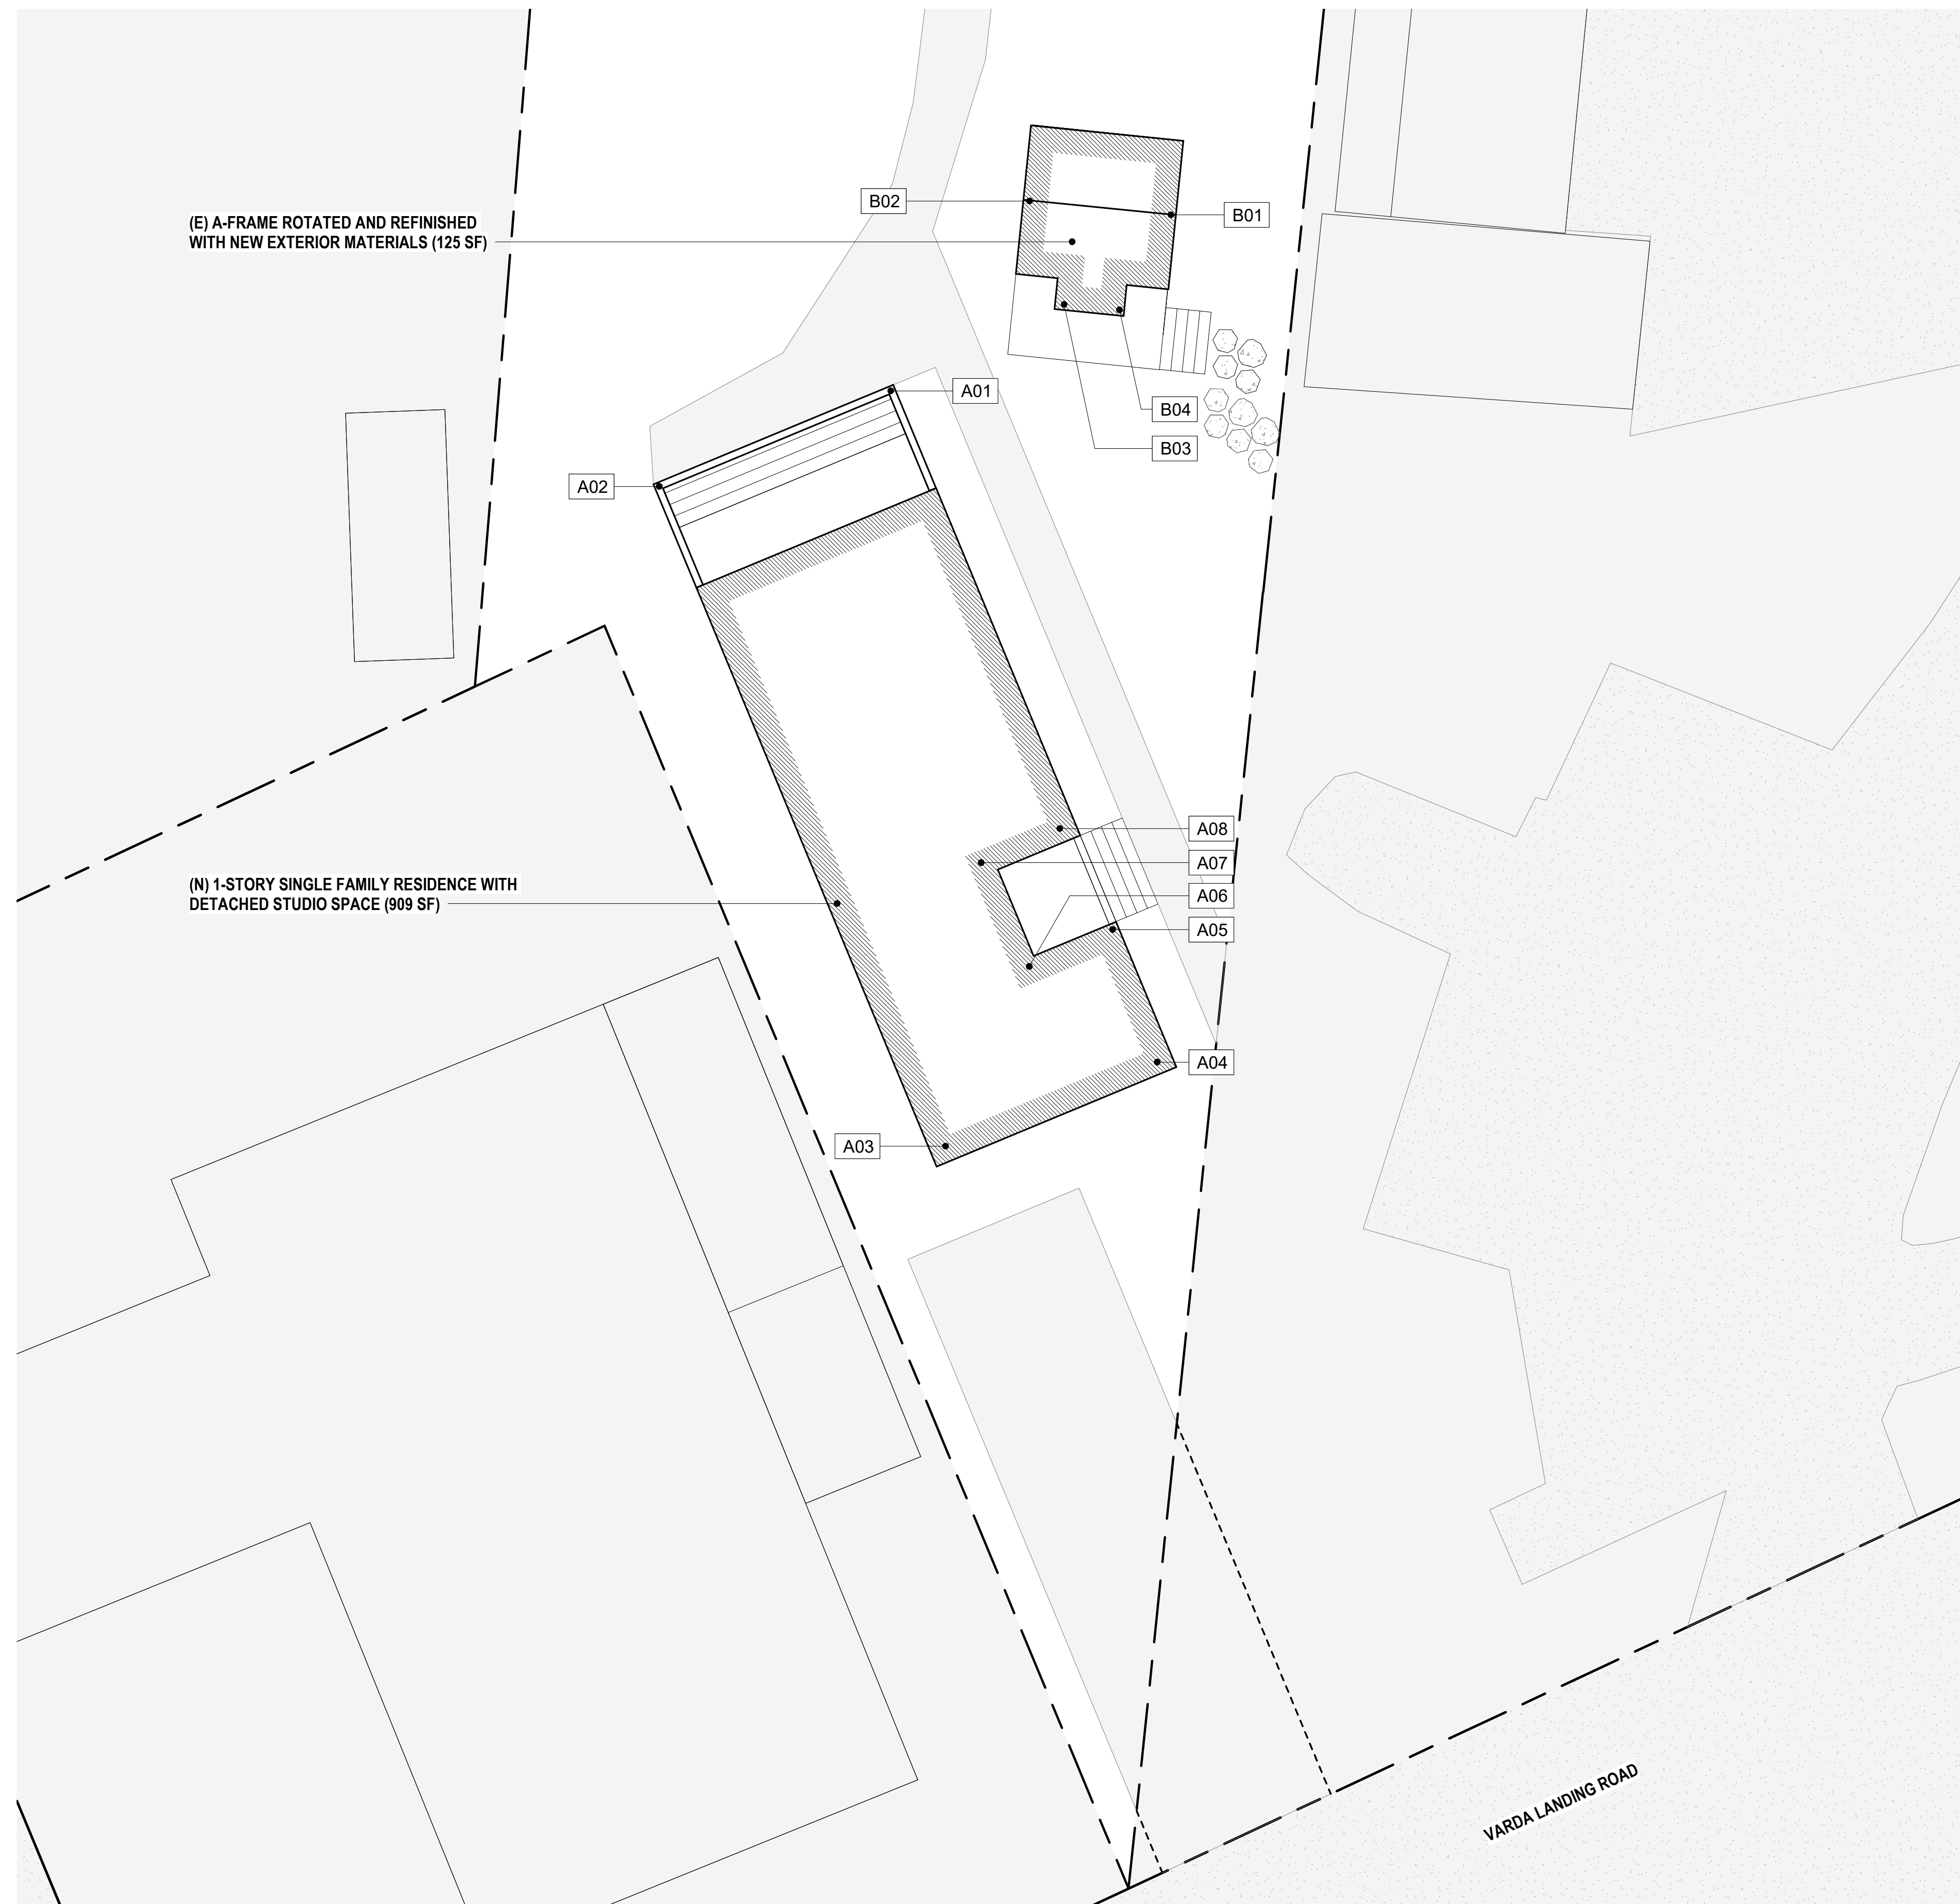 B02
B01
(E) A-FRAME ROTATED AND REFINISHED
WITH NEW EXTERIOR MATERIALS (125 SF)
A01
B04
B03
A02
A08
A07
(N) 1-STORY SINGLE FAMILY RESIDENCE WITH
DETACHED STUDIO SPACE (909 SF)
A06
A05
A04
A03
VARDA LANDING ROAD